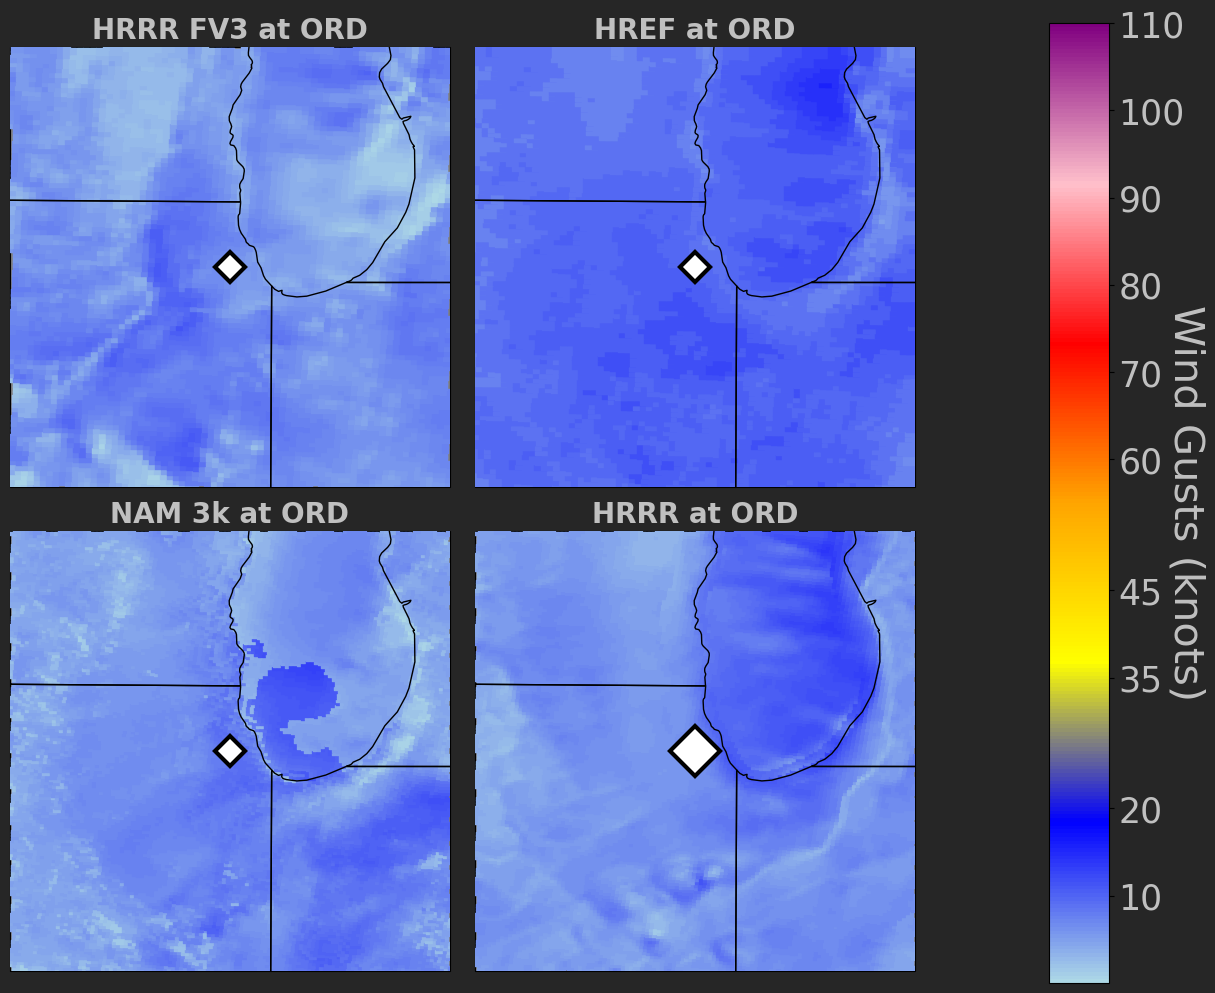 HRRR FV3 at ORD
HREF at ORD
NAM 3k at ORD
HRRR at ORD
110
100
90
80
70
60
45
35
20
10
Wind Gusts (knots)